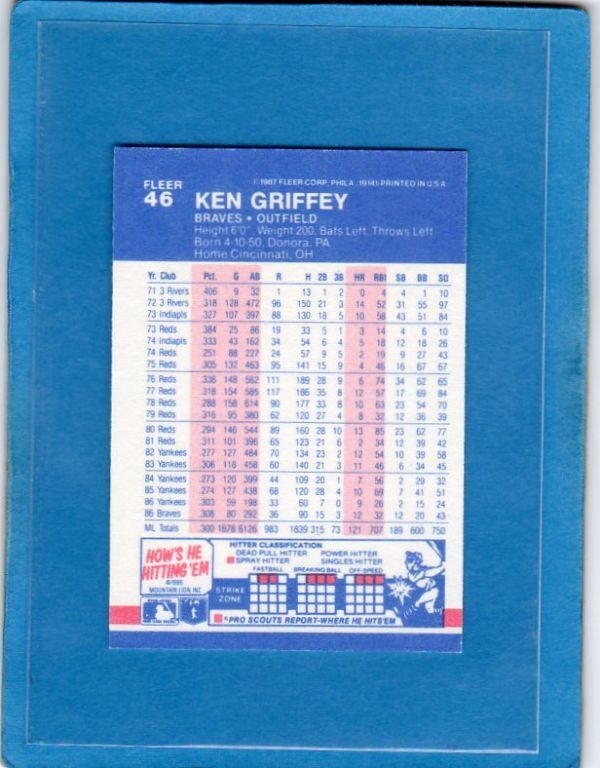 FLEER
46
©1987 FLEER CORP. PHILA. 19141-PRINTED IN U.S.A.
KEN GRIFFEY
BRAVES • OUTFIELD
Height 6'0", Weight 200, Bats Left, Throws Left
Born 4-10-50, Donora, PA
Home Cincinnati, OH
Yr. Club Pct. G AB R H 2B 3B HR RBI SB BB SO
71 3 Rivers .406 9 32 1 13 1 2 0 4 4 1 10
72 3 Rivers .318 128 472 96 150 21 3 14 52 31 55 97
73 Indiapls .327 107 397 88 130 18 5 10 58 43 51 84
73 Reds .384 25 86 19 33 5 1 3 14 4 6 10
74 Indiapls .333 43 162 34 54 6 4 5 18 12 18 26
74 Reds .251 88 227 24 57 9 5 2 19 9 27 43
75 Reds .305 132 463 95 141 15 9 4 46 16 67 67
76 Reds .336 148 562 111 189 28 9 6 74 34 62 65
77 Reds .318 154 585 117 186 35 8 12 57 17 69 84
78 Reds .288 158 614 90 177 33 8 10 63 23 54 70
79 Reds .316 95 380 62 120 27 4 8 32 12 36 39
80 Reds .294 146 544 89 160 28 10 13 85 23 62 77
81 Reds .311 101 396 65 123 21 6 2 34 12 39 42
82 Yankees .277 127 484 70 134 23 2 12 54 10 39 58
83 Yankees .306 118 458 60 140 21 3 11 46 6 34 45
84 Yankees .273 120 399 44 109 20 1 7 56 2 29 32
85 Yankees .274 127 438 68 120 28 4 10 69 7 41 51
86 Yankees .303 59 198 33 60 7 0 9 26 2 15 24
86 Braves .308 80 292 36 90 15 3 12 32 12 20 43
ML Totals .300 1678 6126 983 1839 315 73 121 707 189 600 750
HOW'S HE
HITTING 'EM
©1986
MOUNTAIN LION INC
HITTER CLASSIFICATION
DEAD PULL HITTER POWER HITTER
SPRAY HITTER SINGLES HITTER
FASTBALL BREAKING BALL OFF-SPEED
STRIKE
ZONE
PRO SCOUTS REPORT-WHERE HE HITS 'EM